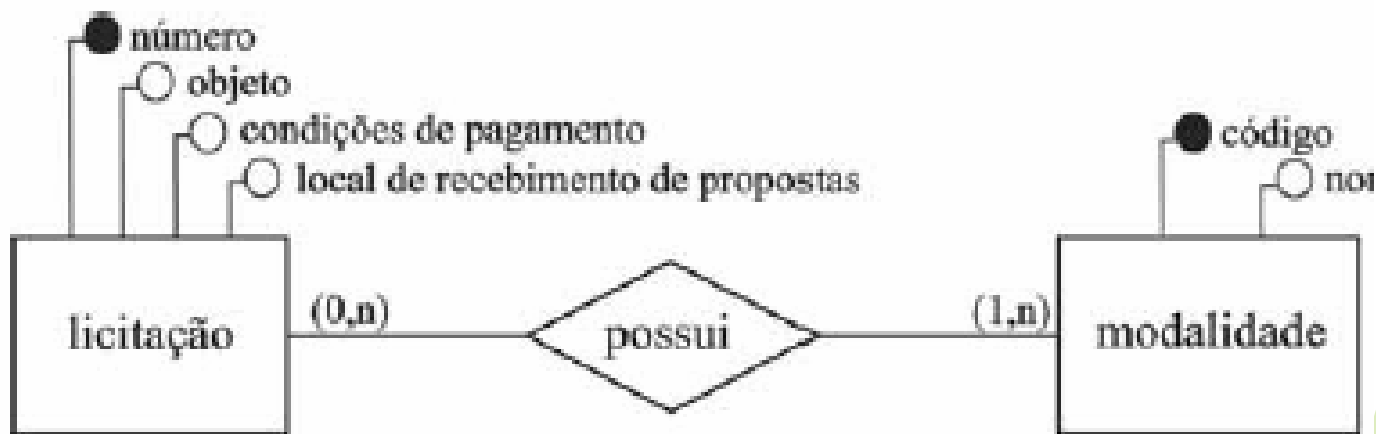 número
objeto
condições de pagamento
local de recebimento de propostas
código
licitação
(0,n)
possui
(1,n)
modalidade